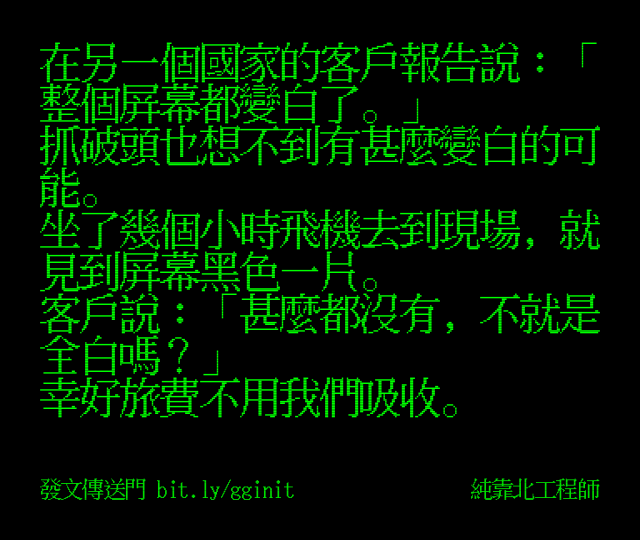 在另一個國家的客戶報告說：「
整個屏幕都變白了。」
抓破頭也想不到有甚麼變白的可
能。
坐了幾個小時飛機去到現場，就
見到屏幕黑色一片。
客戶說：「甚麼都沒有，不就是
全白嗎？」
幸好旅費不用我們吸收。
發文傳送門 bit.ly/gginit
純靠北工程師